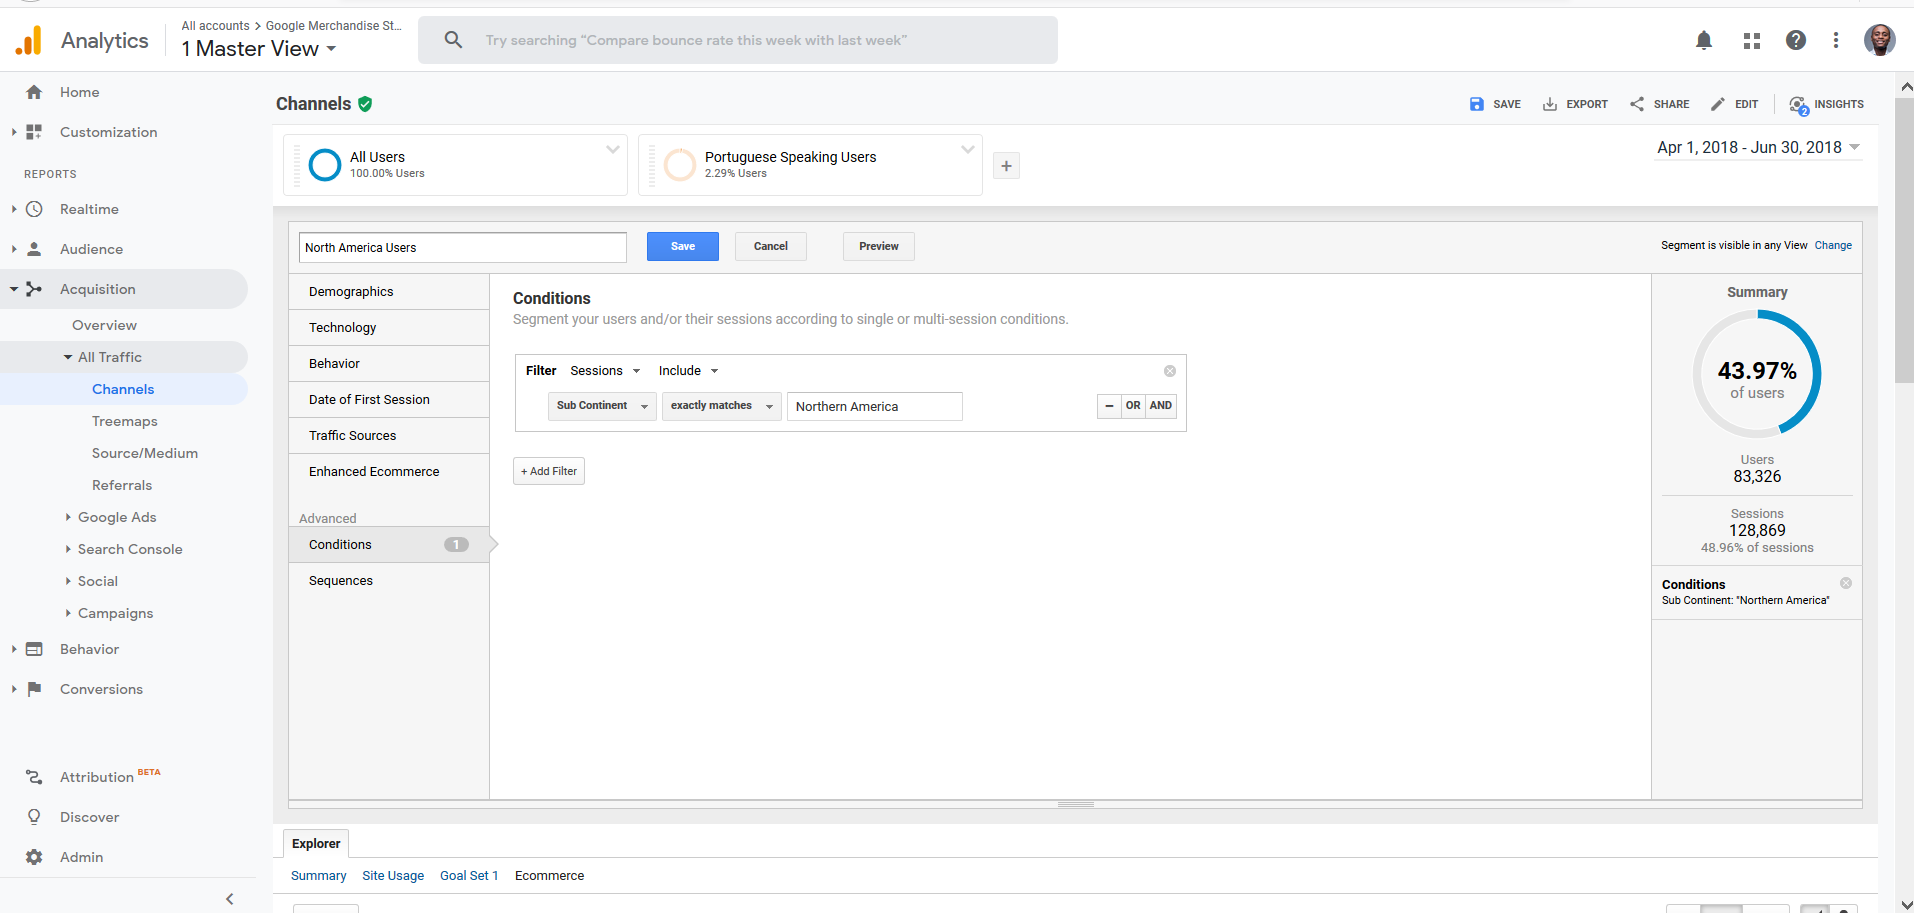 Analytics
All accounts > Google Merchandise St...
1 Master View
Try searching “Compare bounce rate this week with last week”
Home
Customization
REPORTS
Realtime
Audience
Acquisition
Overview
All Traffic
Channels
Treemaps
Source/Medium
Referrals
Google Ads
Search Console
Social
Campaigns
Behavior
Conversions
Attribution BETA
Discover
Admin
Channels
SAVE
EXPORT
SHARE
EDIT
2
INSIGHTS
All Users
100.00% Users
Portuguese Speaking Users
2.29% Users
+
Apr 1, 2018 - Jun 30, 2018
North America Users
Save
Cancel
Preview
Segment is visible in any View Change
Demographics
Technology
Behavior
Date of First Session
Traffic Sources
Enhanced Ecommerce
Advanced
Conditions 1
Sequences
Conditions
Segment your users and/or their sessions according to single or multi-session conditions.
Filter Sessions Include
Sub Continent exactly matches Northern America − OR AND
+ Add Filter
Summary
43.97%
of users
Users
83,326
Sessions
128,869
48.96% of sessions
Conditions
Sub Continent: "Northern America"
Explorer
Summary Site Usage Goal Set 1 Ecommerce